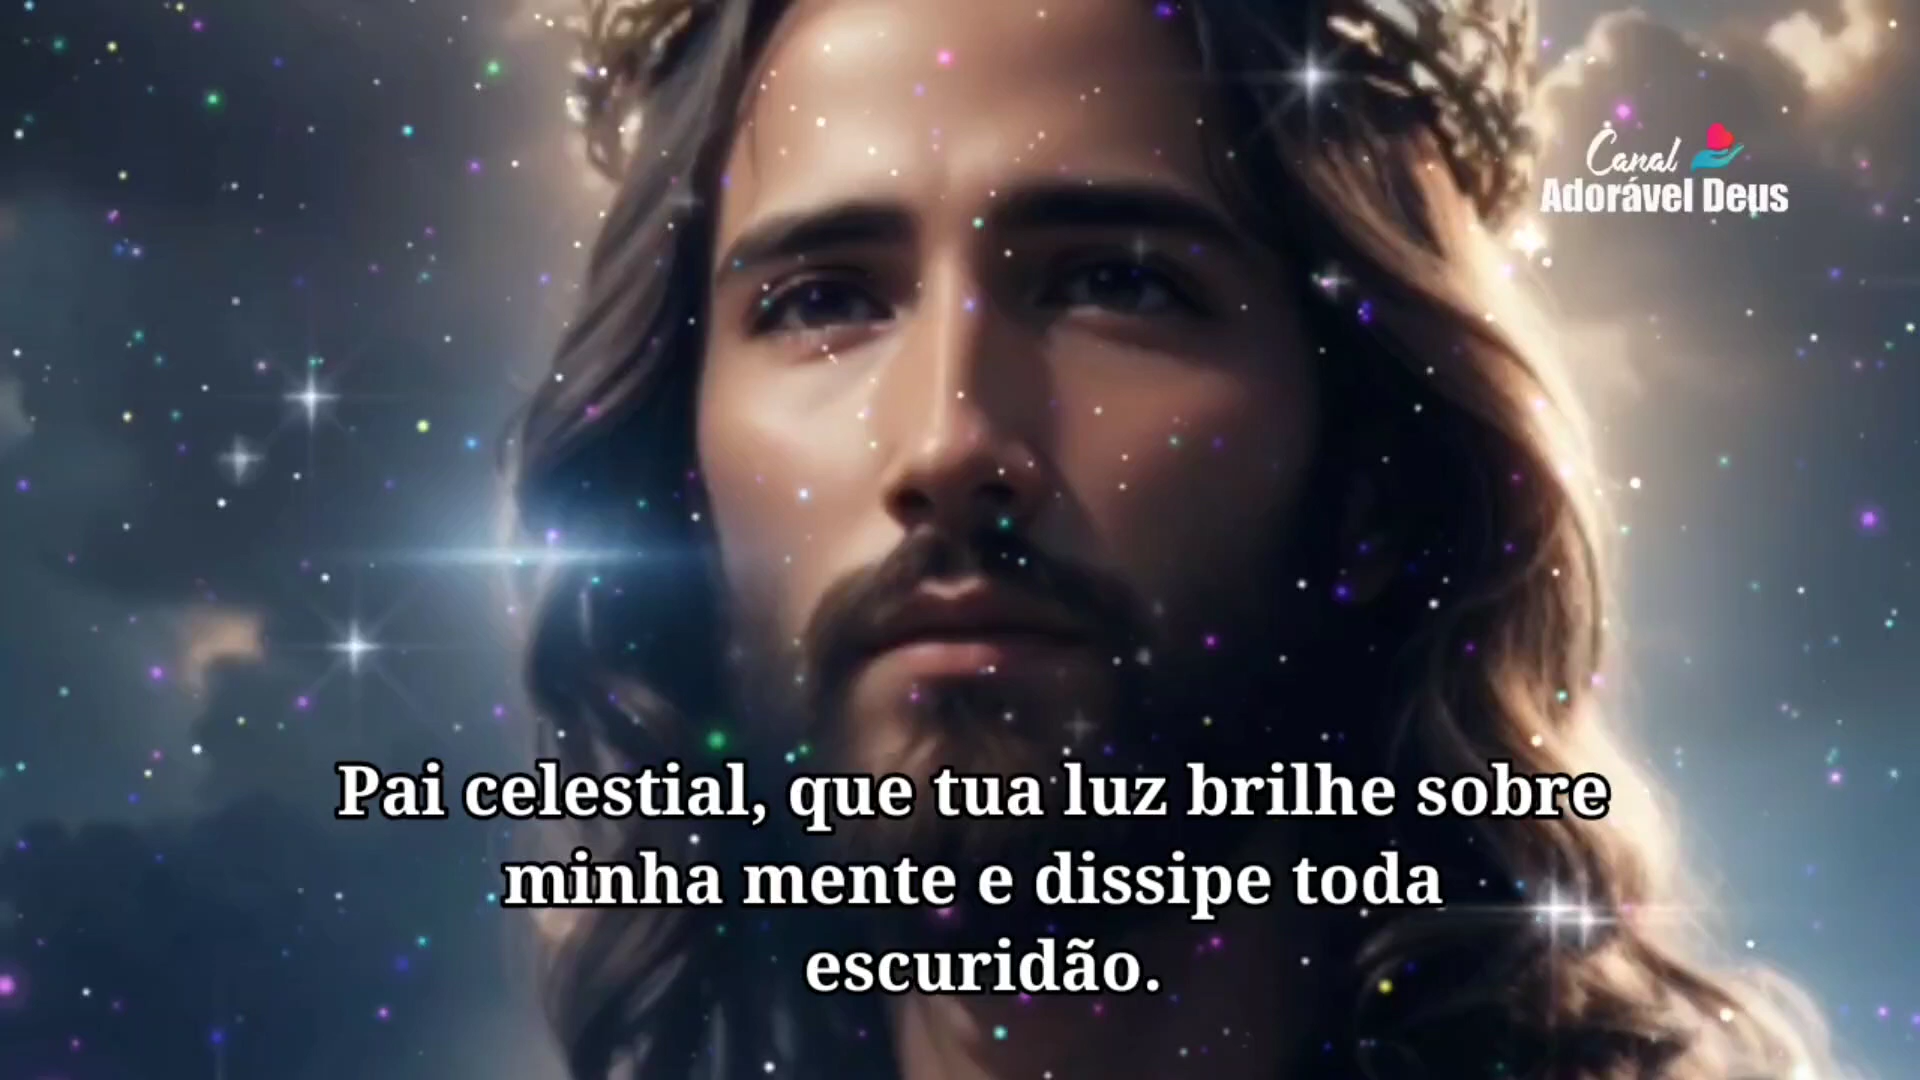 Canal
Adorável Deus
Pai celestial, que tua luz brilhe sobre
minha mente e dissipe toda
escuridão.